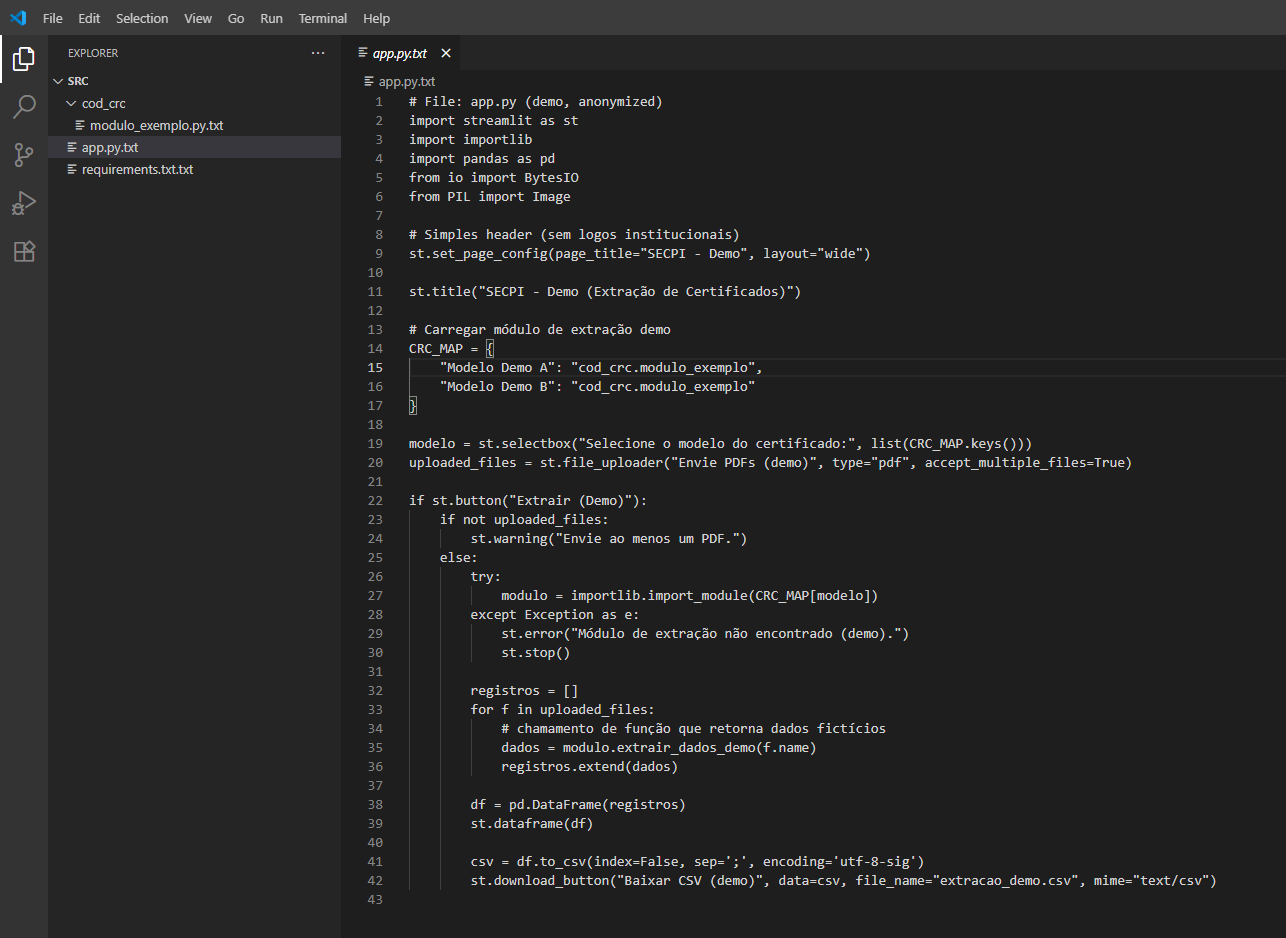 File Edit Selection View Go Run Terminal Help
EXPLORER ···
SRC
cod_crc
modulo_exemplo.py.txt
app.py.txt
requirements.txt.txt
app.py.txt
app.py.txt
1 # File: app.py (demo, anonymized)
2 import streamlit as st
3 import importlib
4 import pandas as pd
5 from io import BytesIO
6 from PIL import Image
7
8 # Simples header (sem logos institucionais)
9 st.set_page_config(page_title="SECPI - Demo", layout="wide")
10
11 st.title("SECPI - Demo (Extração de Certificados)")
12
13 # Carregar módulo de extração demo
14 CRC_MAP = {
15     "Modelo Demo A": "cod_crc.modulo_exemplo",
16     "Modelo Demo B": "cod_crc.modulo_exemplo"
17 }
18
19 modelo = st.selectbox("Selecione o modelo do certificado:", list(CRC_MAP.keys()))
20 uploaded_files = st.file_uploader("Envie PDFs (demo)", type="pdf", accept_multiple_files=True)
21
22 if st.button("Extrair (Demo)"):
23     if not uploaded_files:
24         st.warning("Envie ao menos um PDF.")
25     else:
26         try:
27             modulo = importlib.import_module(CRC_MAP[modelo])
28         except Exception as e:
29             st.error("Módulo de extração não encontrado (demo).")
30             st.stop()
31
32         registros = []
33         for f in uploaded_files:
34             # chamamento de função que retorna dados fictícios
35             dados = modulo.extrair_dados_demo(f.name)
36             registros.extend(dados)
37
38         df = pd.DataFrame(registros)
39         st.dataframe(df)
40
41         csv = df.to_csv(index=False, sep=';', encoding='utf-8-sig')
42         st.download_button("Baixar CSV (demo)", data=csv, file_name="extracao_demo.csv", mime="text/csv")
43